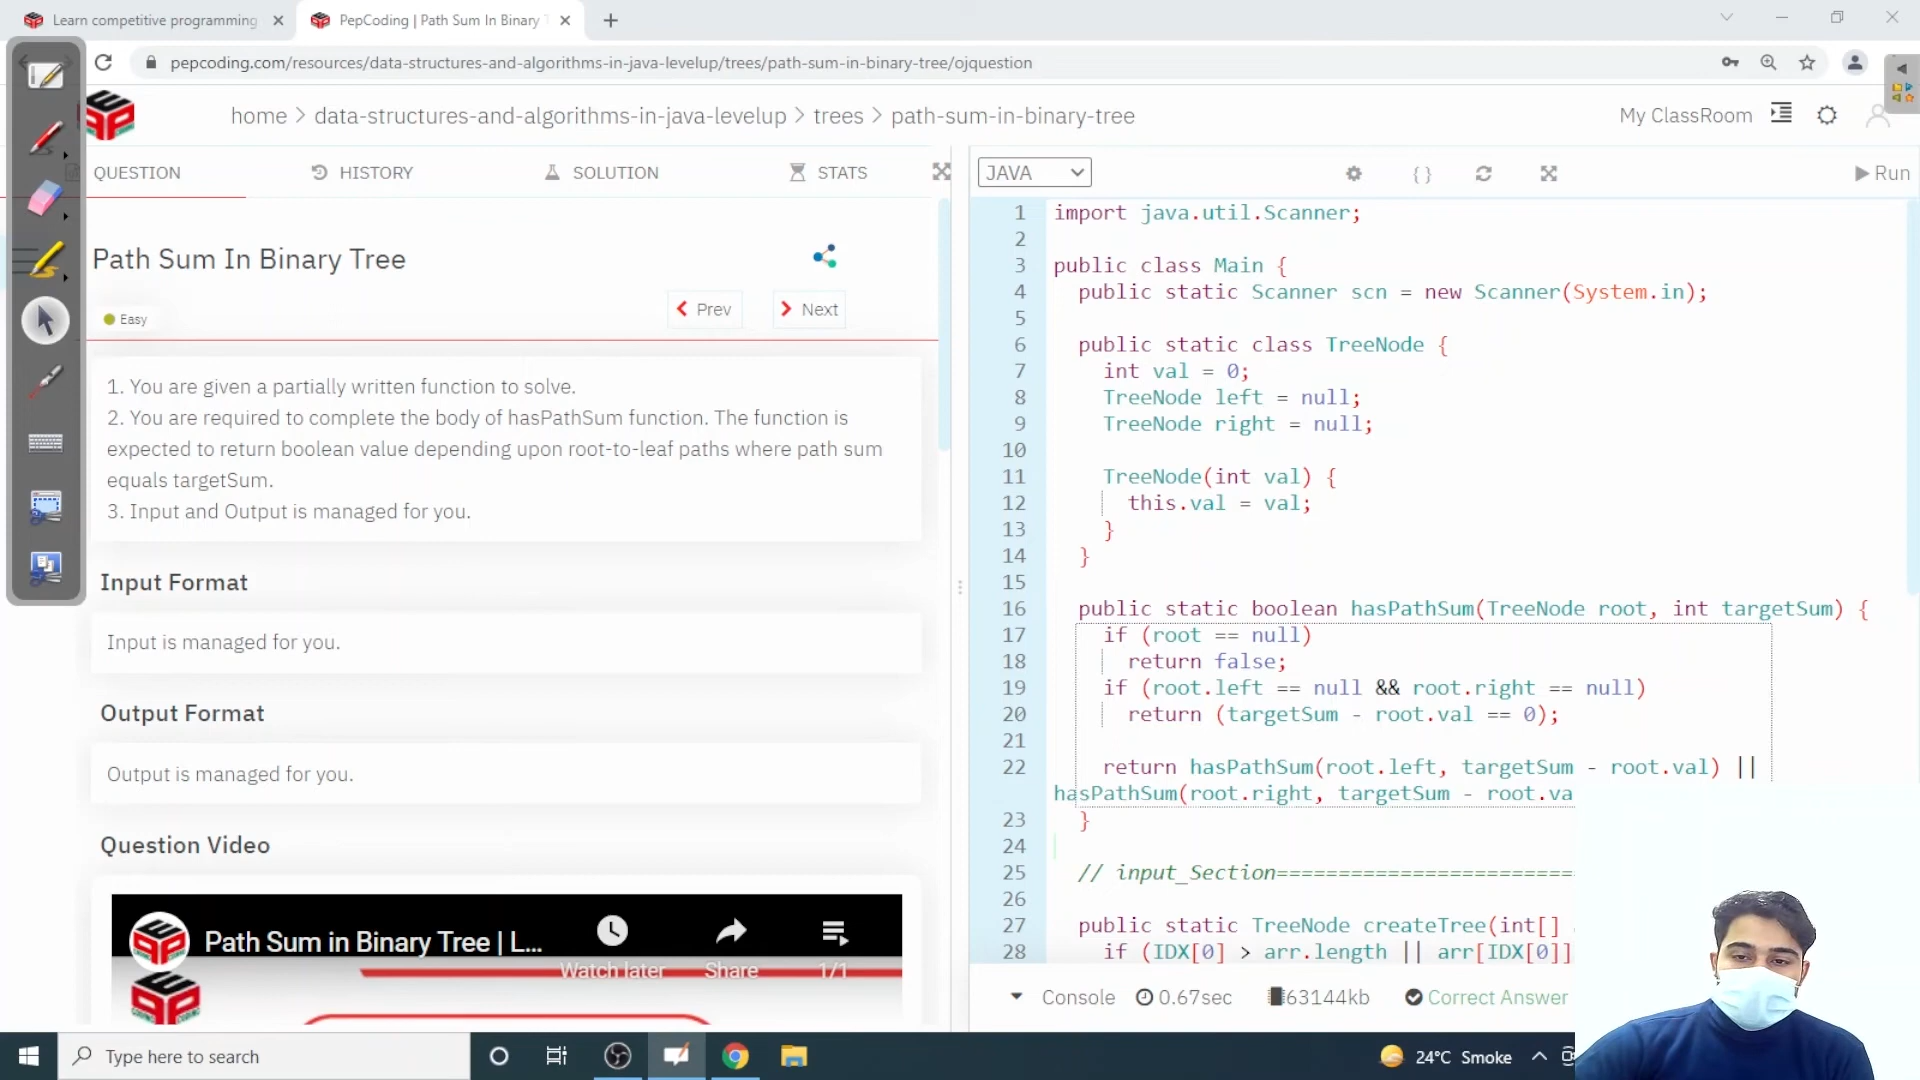 Learn competitive programming
PepCoding | Path Sum In Binary T
pepcoding.com/resources/data-structures-and-algorithms-in-java-levelup/trees/path-sum-in-binary-tree/ojquestion
home > data-structures-and-algorithms-in-java-levelup > trees > path-sum-in-binary-tree
My ClassRoom
QUESTION
HISTORY
SOLUTION
STATS
Path Sum In Binary Tree
Easy
Prev
Next
1. You are given a partially written function to solve.
2. You are required to complete the body of hasPathSum function. The function is
expected to return boolean value depending upon root-to-leaf paths where path sum
equals targetSum.
3. Input and Output is managed for you.
Input Format
Input is managed for you.
Output Format
Output is managed for you.
Question Video
Path Sum in Binary Tree | L...
Watch later
Share
1/1
JAVA
{ }
Run
1 import java.util.Scanner;
2
3 public class Main {
4 public static Scanner scn = new Scanner(System.in);
5
6 public static class TreeNode {
7 int val = 0;
8 TreeNode left = null;
9 TreeNode right = null;
10
11 TreeNode(int val) {
12 this.val = val;
13 }
14 }
15
16 public static boolean hasPathSum(TreeNode root, int targetSum) {
17 if (root == null)
18 return false;
19 if (root.left == null && root.right == null)
20 return (targetSum - root.val == 0);
21
22 return hasPathSum(root.left, targetSum - root.val) ||
hasPathSum(root.right, targetSum - root.va
23 }
24
25 // input_Section========================
26
27 public static TreeNode createTree(int[]
28 if (IDX[0] > arr.length || arr[IDX[0]]
Console
0.67sec
63144kb
Correct Answer
Type here to search
24°C Smoke